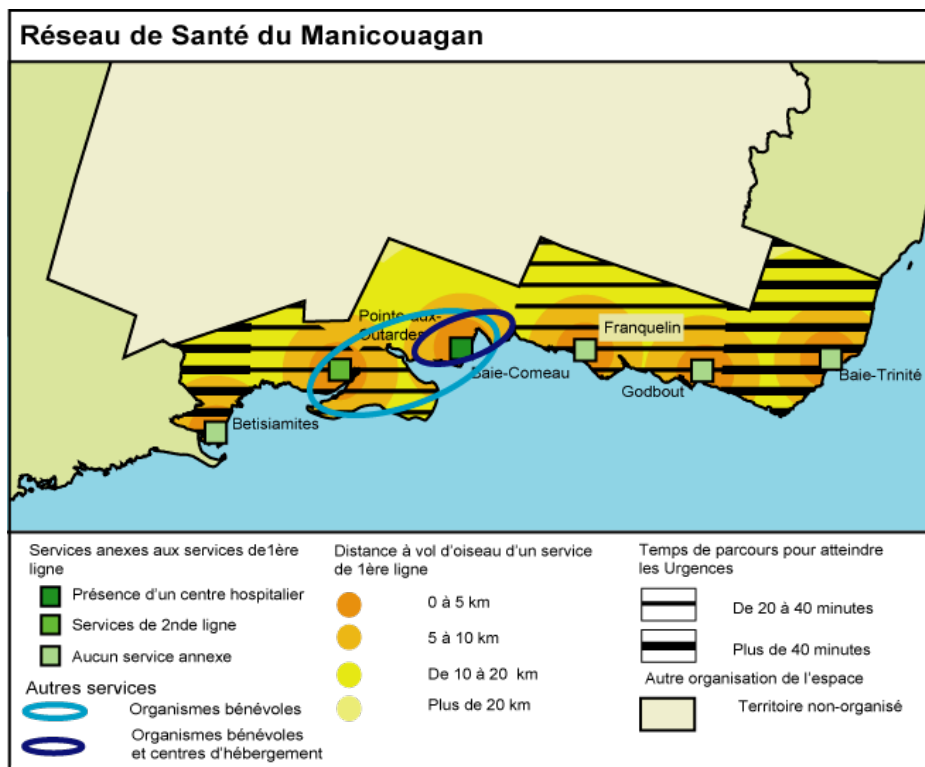 Réseau de Santé du Manicouagan
Pointe-aux-
Outardes
Franquelin
Baie-Comeau
Godbout
Baie-Trinité
Betisiamites
Services anexes aux services de1ère
ligne
Présence d'un centre hospitalier
Services de 2nde ligne
Aucun service annexe
Autres services
Organismes bénévoles
Organismes bénévoles
et centres d'hébergement
Distance à vol d'oiseau d'un service
de 1ère ligne
0 à 5 km
5 à 10 km
De 10 à 20 km
Plus de 20 km
Temps de parcours pour atteindre
les Urgences
De 20 à 40 minutes
Plus de 40 minutes
Autre organisation de l'espace
Territoire non-organisé